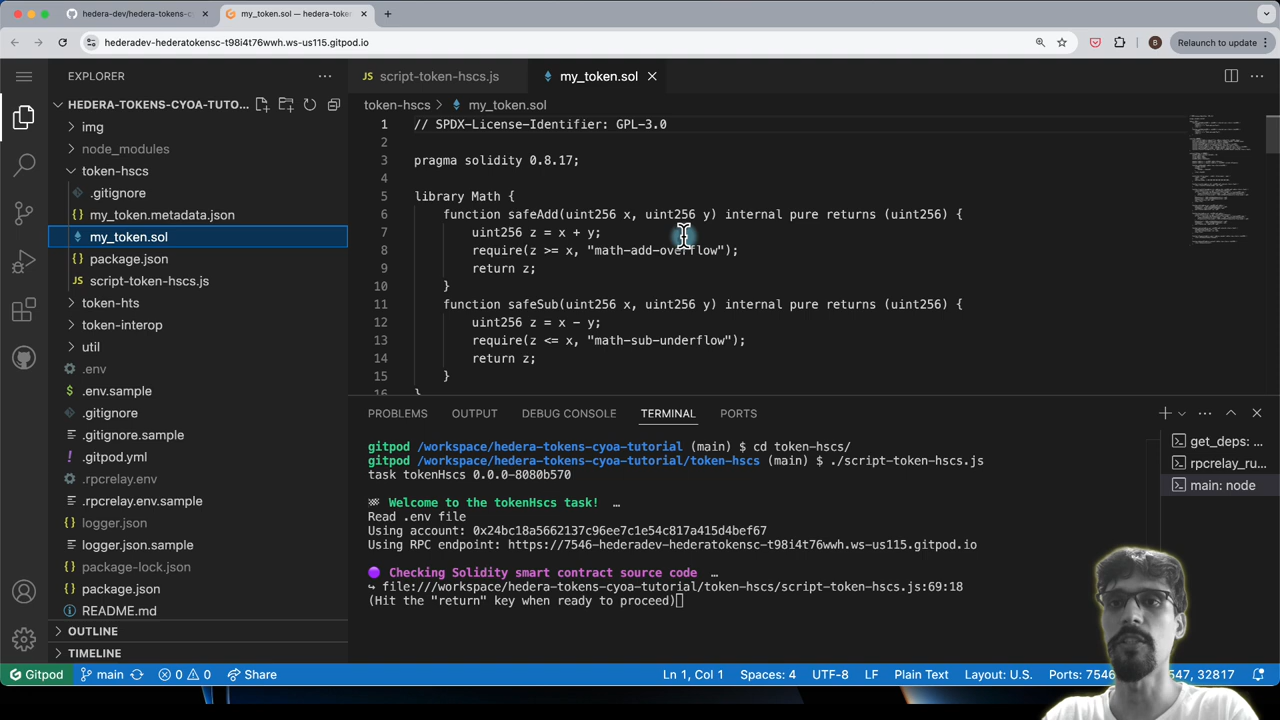 hedera-dev/hedera-tokens-c
my_token.sol — hedera-toke
hederadev-hederatokensc-t98i4t76wwh.ws-us115.gitpod.io
B
Relaunch to update
EXPLORER
HEDERA-TOKENS-CYOA-TUTO...
img
node_modules
token-hscs
.gitignore
my_token.metadata.json
my_token.sol
package.json
script-token-hscs.js
token-hts
token-interop
util
.env
.env.sample
.gitignore
.gitignore.sample
.gitpod.yml
.rpcrelay.env
.rpcrelay.env.sample
logger.json
logger.json.sample
package-lock.json
package.json
README.md
OUTLINE
TIMELINE
JS script-token-hscs.js
my_token.sol
token-hscs > my_token.sol
1 // SPDX-License-Identifier: GPL-3.0
2
3 pragma solidity 0.8.17;
4
5 library Math {
6 function safeAdd(uint256 x, uint256 y) internal pure returns (uint256) {
7 uint256 z = x + y;
8 require(z >= x, "math-add-overflow");
9 return z;
10 }
11 function safeSub(uint256 x, uint256 y) internal pure returns (uint256) {
12 uint256 z = x - y;
13 require(z <= x, "math-sub-underflow");
14 return z;
15 }
16 }
PROBLEMS OUTPUT DEBUG CONSOLE TERMINAL PORTS
gitpod /workspace/hedera-tokens-cyoa-tutorial (main) $ cd token-hscs/
gitpod /workspace/hedera-tokens-cyoa-tutorial/token-hscs (main) $ ./script-token-hscs.js
task tokenHscs 0.0.0-8080b570
Welcome to the tokenHscs task! …
Read .env file
Using account: 0x24bc18a5662137c96ee7c1e54c817a415d4bef67
Using RPC endpoint: https://7546-hederadev-hederatokensc-t98i4t76wwh.ws-us115.gitpod.io
Checking Solidity smart contract source code …
↪ file:///workspace/hedera-tokens-cyoa-tutorial/token-hscs/script-token-hscs.js:69:18
(Hit the "return" key when ready to proceed)
get_deps: ...
rpcrelay_ru...
main: node
Gitpod main 0 0 Share
Ln 1, Col 1 Spaces: 4 UTF-8 LF Plain Text Layout: U.S. Ports: 7546 547, 32817